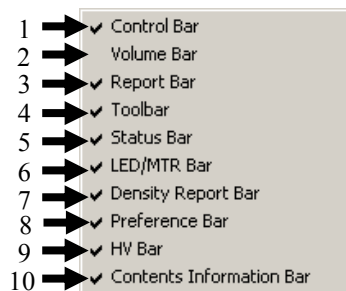 1 Control Bar
2 Volume Bar
3 Report Bar
4 Toolbar
5 Status Bar
6 LED/MTR Bar
7 Density Report Bar
8 Preference Bar
9 HV Bar
10 Contents Information Bar